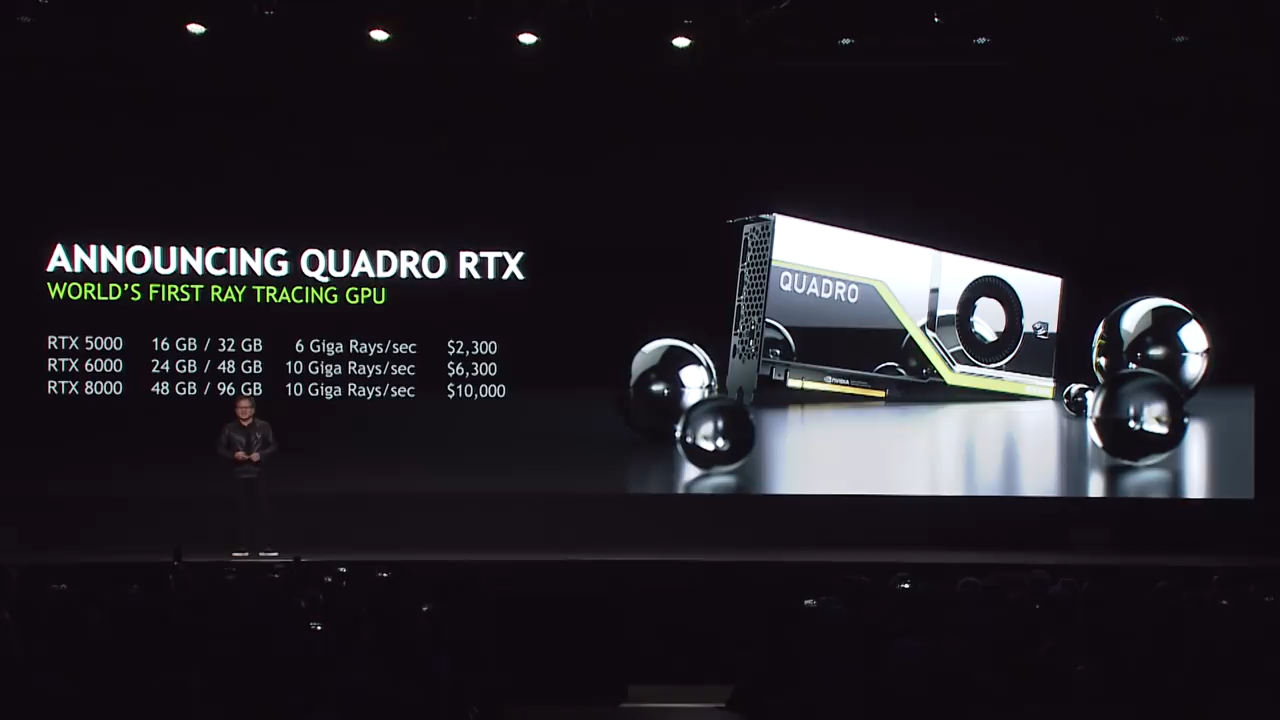 ANNOUNCING QUADRO RTX
WORLD'S FIRST RAY TRACING GPU
RTX 5000 16 GB / 32 GB 6 Giga Rays/sec $2,300
RTX 6000 24 GB / 48 GB 10 Giga Rays/sec $6,300
RTX 8000 48 GB / 96 GB 10 Giga Rays/sec $10,000
QUADRO
NVIDIA